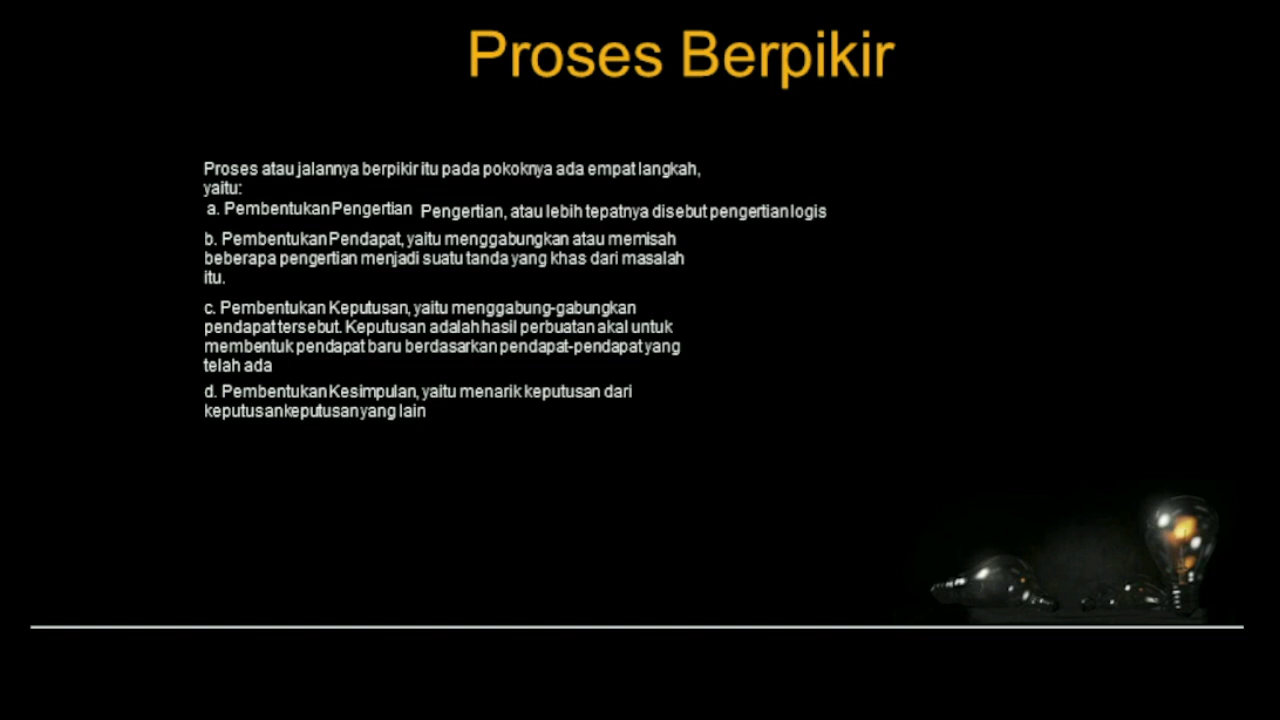 Proses Berpikir
Proses atau jalannya berpikir itu pada pokoknya ada empat langkah,
yaitu:
a. Pembentukan Pengertian Pengertian, atau lebih tepatnya disebut pengertian logis
b. Pembentukan Pendapat, yaitu menggabungkan atau memisah
beberapa pengertian menjadi suatu tanda yang khas dari masalah
itu.
c. Pembentukan Keputusan, yaitu menggabung-gabungkan
pendapat tersebut. Keputusan adalah hasil perbuatan akal untuk
membentuk pendapat baru berdasarkan pendapat-pendapat yang
telah ada
d. Pembentukan Kesimpulan, yaitu menarik keputusan dari
keputusankeputusan yang lain